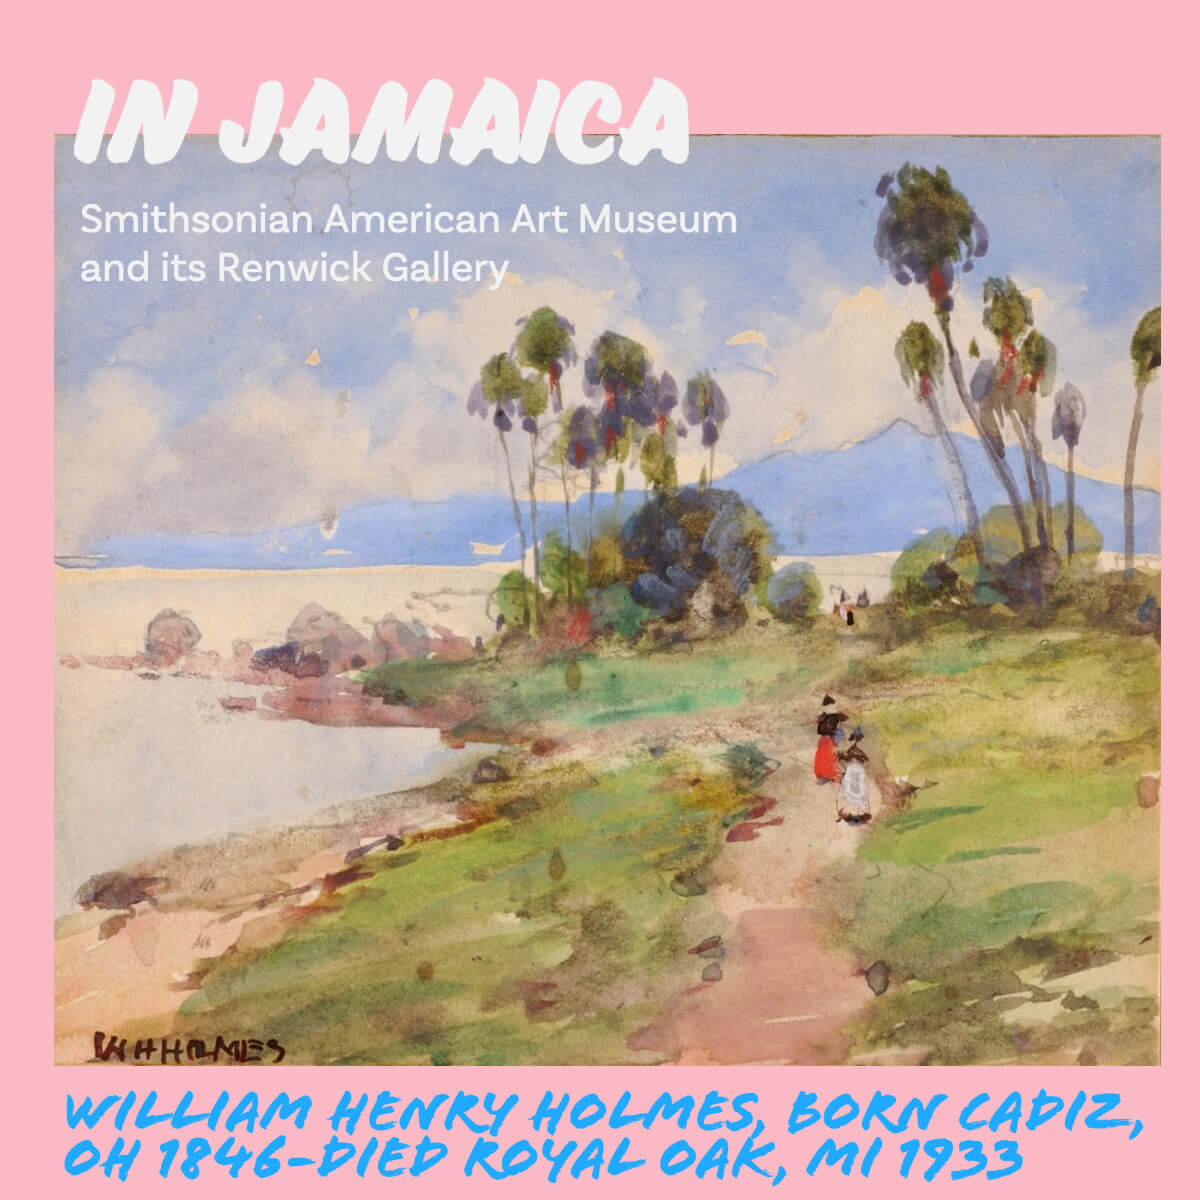 IN JAMAICA
Smithsonian American Art Museum
and its Renwick Gallery
W H HOLMES
WILLIAM HENRY HOLMES, BORN CADIZ,
OH 1846-DIED ROYAL OAK, MI 1933